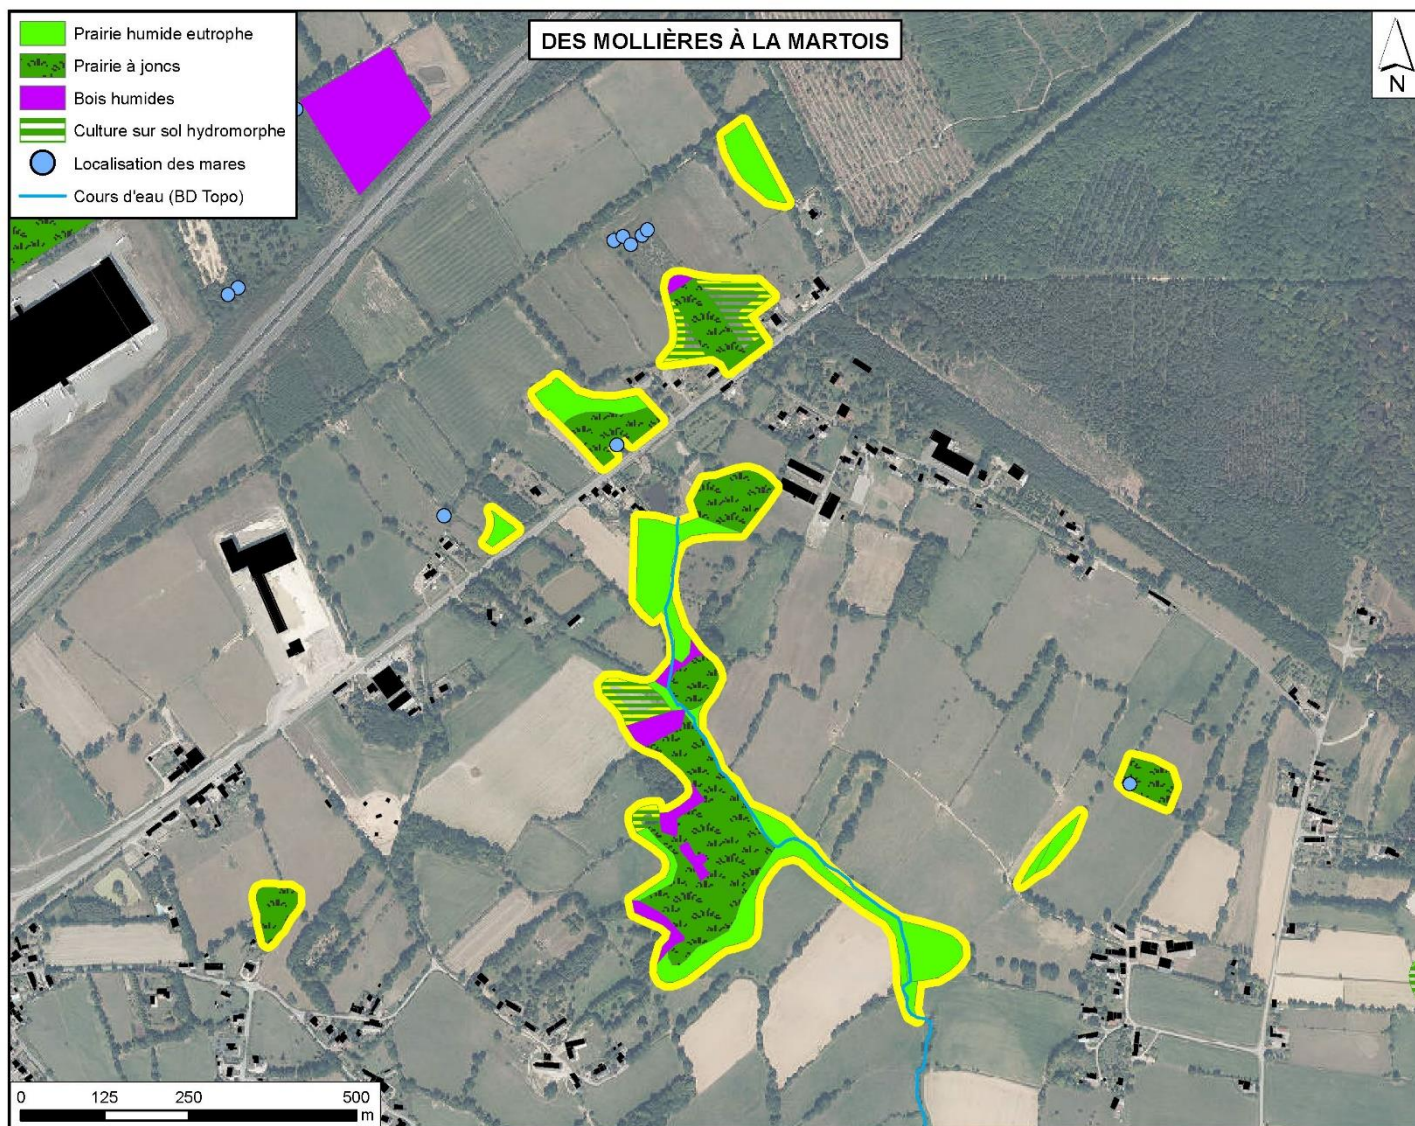 DES MOLLIÈRES À LA MARTOIS
Prairie humide eutrophe
Prairie à joncs
Bois humides
Culture sur sol hydromorphe
Localisation des mares
Cours d'eau (BD Topo)
N
0 125 250 500
m